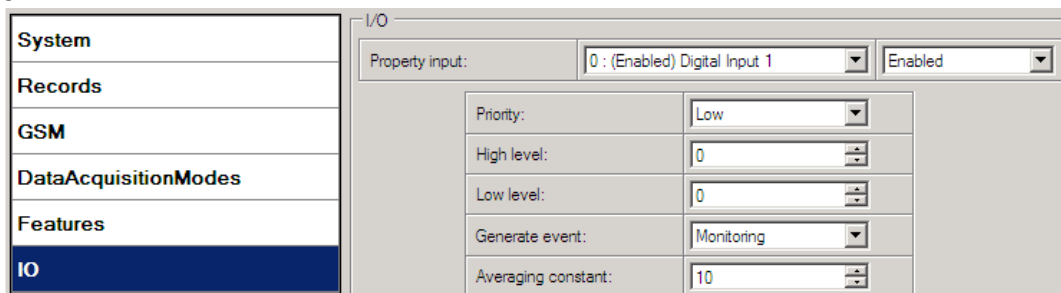 System
Records
GSM
DataAcquisitionModes
Features
IO
I/O
Property input: 0 : (Enabled) Digital Input 1 Enabled
Priority: Low
High level: 0
Low level: 0
Generate event: Monitoring
Averaging constant: 10